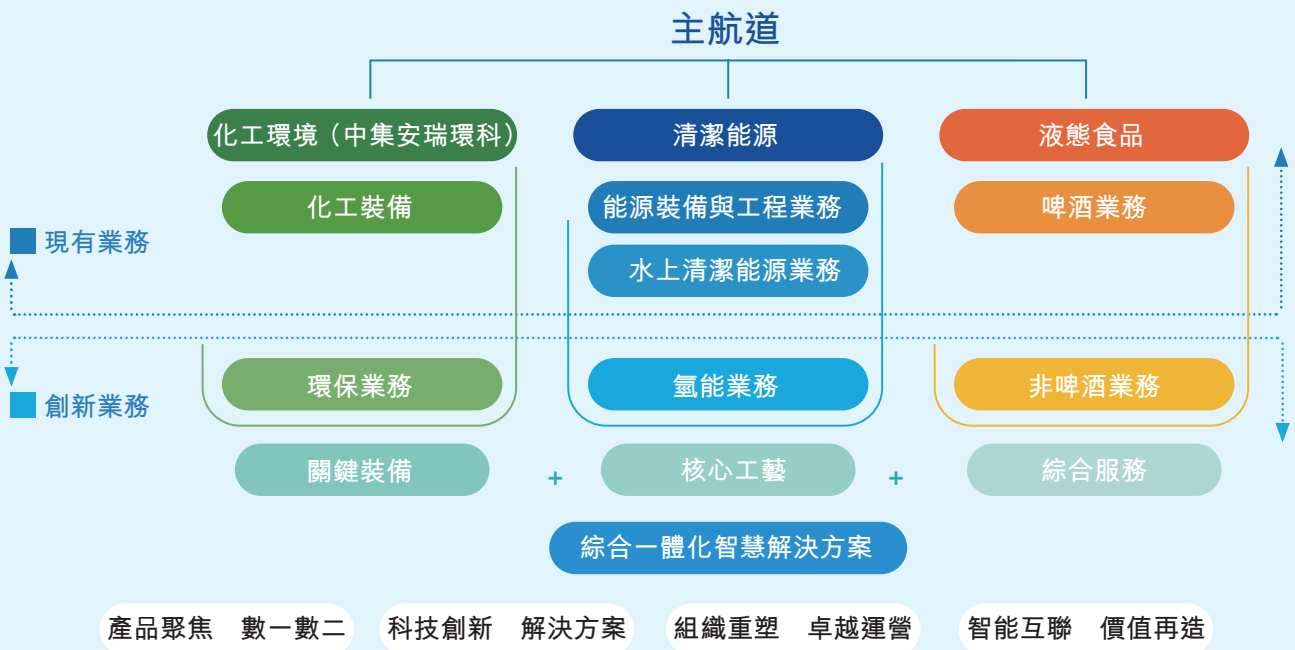 主航道
化工環境（中集安瑞環科）
清潔能源
液態食品
化工裝備
能源裝備與工程業務
啤酒業務
現有業務
水上清潔能源業務
環保業務
氫能業務
非啤酒業務
創新業務
關鍵裝備
+
核心工藝
+
綜合服務
綜合一體化智慧解決方案
產品聚焦 數一數二
科技創新 解決方案
組織重塑 卓越運營
智能互聯 價值再造